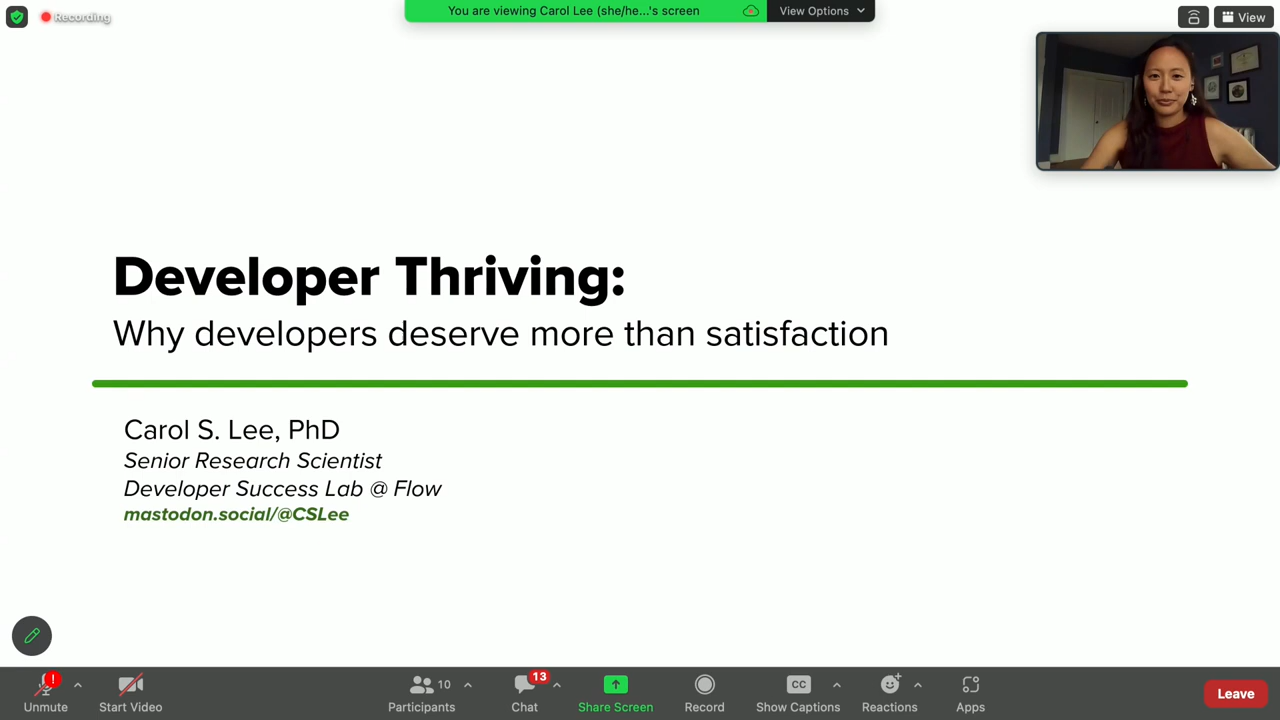 Recording
You are viewing Carol Lee (she/he...'s screen
View Options
View
Developer Thriving:
Why developers deserve more than satisfaction
Carol S. Lee, PhD
Senior Research Scientist
Developer Success Lab @ Flow
mastodon.social/@CSLee
!
Unmute
Start Video
10
Participants
13
Chat
Share Screen
Record
CC
Show Captions
Reactions
Apps
Leave